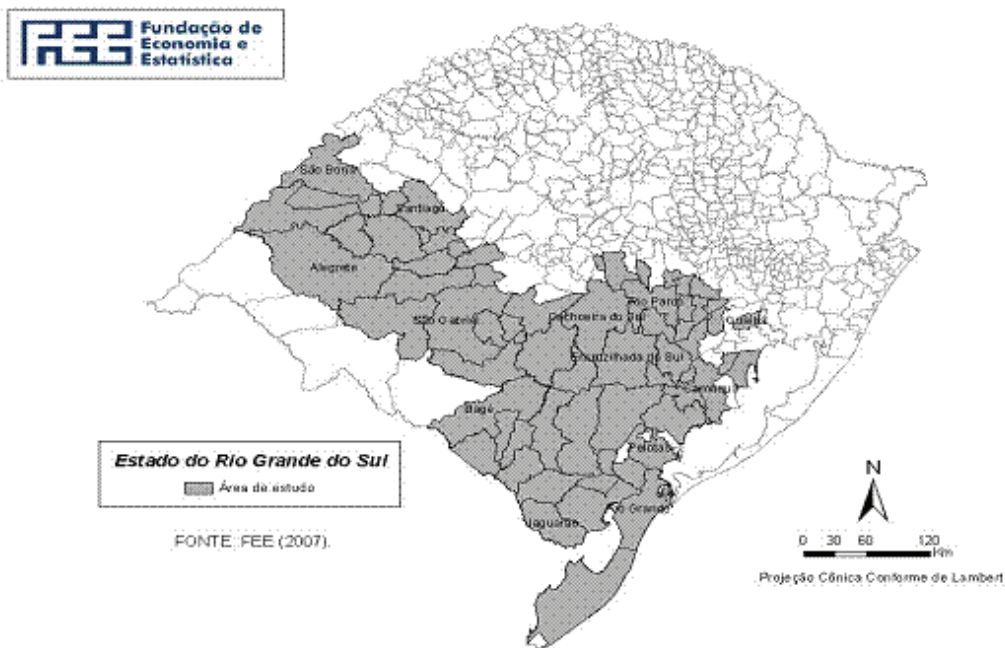 FEE
Fundação de
Economia e
Estatística
São Borja
Santiago
Alegrete
São Gabriel
Cachoeira do Sul
Rio Pardo
Guaíba
Encruzilhada do Sul
Camaquã
Bagé
Pelotas
Rio Grande
Jaguarão
Estado do Rio Grande do Sul
Área de estudo
FONTE: FEE (2007).
N
0 30 60 120
Km
Projeção Cônica Conforme de Lambert